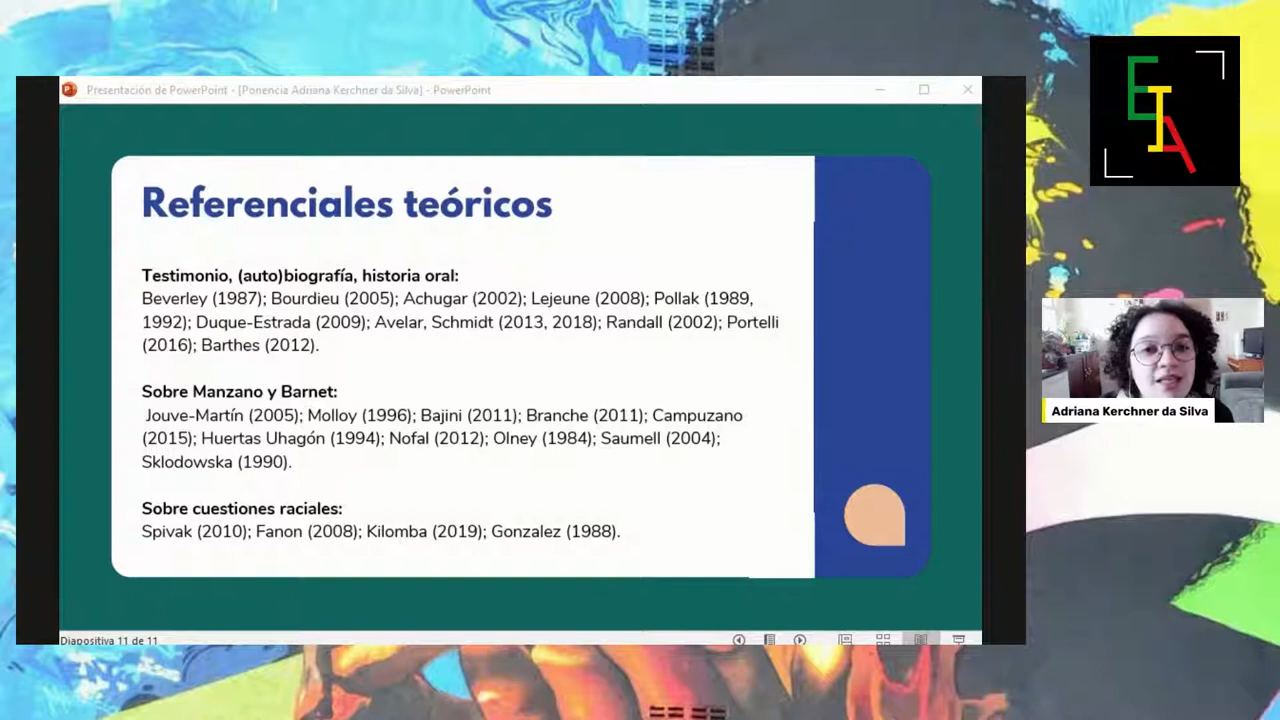 Presentación de PowerPoint - [Ponencia Adriana Kerchner da Silva] - PowerPoint
EIA
Referenciales teóricos
Testimonio, (auto)biografía, historia oral:
Beverley (1987); Bourdieu (2005); Achugar (2002); Lejeune (2008); Pollak (1989,
1992); Duque-Estrada (2009); Avelar, Schmidt (2013, 2018); Randall (2002); Portelli
(2016); Barthes (2012).
Sobre Manzano y Barnet:
Jouve-Martín (2005); Molloy (1996); Bajini (2011); Branche (2011); Campuzano
(2015); Huertas Uhagón (1994); Nofal (2012); Olney (1984); Saumell (2004);
Sklodowska (1990).
Sobre cuestiones raciales:
Spivak (2010); Fanon (2008); Kilomba (2019); Gonzalez (1988).
Adriana Kerchner da Silva
Diapositiva 11 de 11